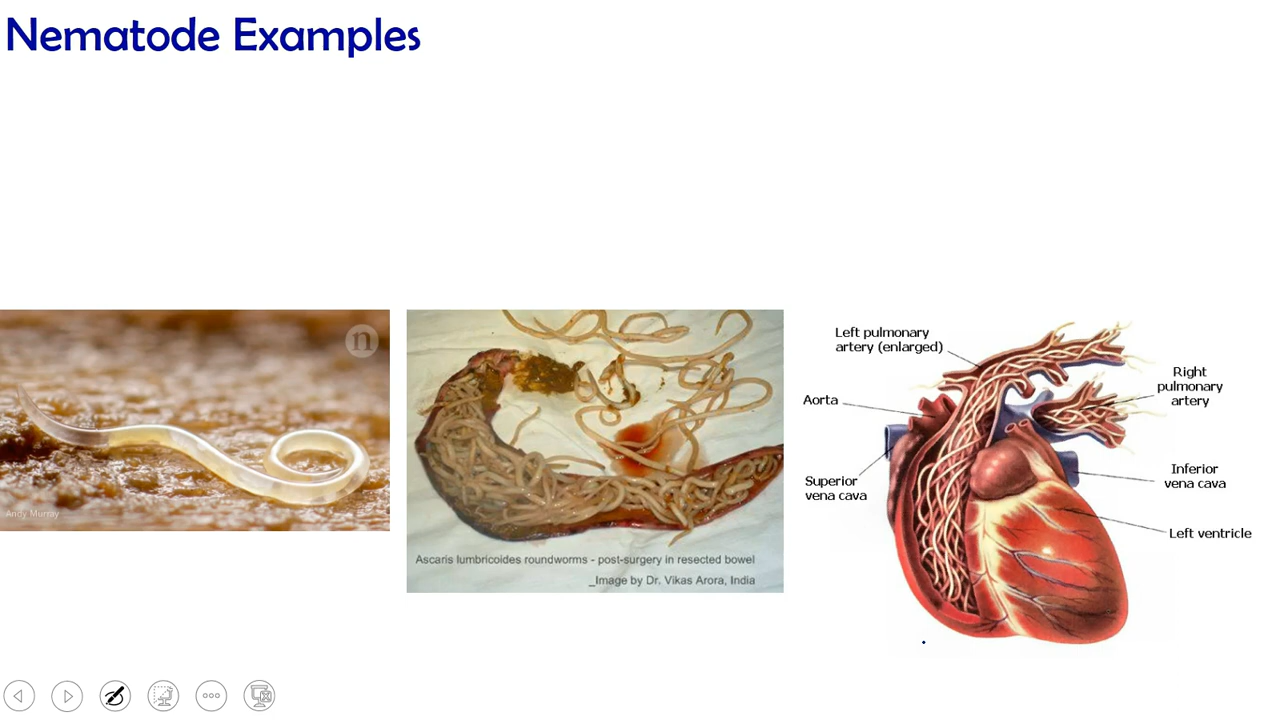 Nematode Examples
n
Andy Murray
Ascaris lumbricoides roundworms - post-surgery in resected bowel
_Image by Dr. Vikas Arora, India
Left pulmonary
artery (enlarged)
Aorta
Superior
vena cava
Right
pulmonary
artery
Inferior
vena cava
Left ventricle